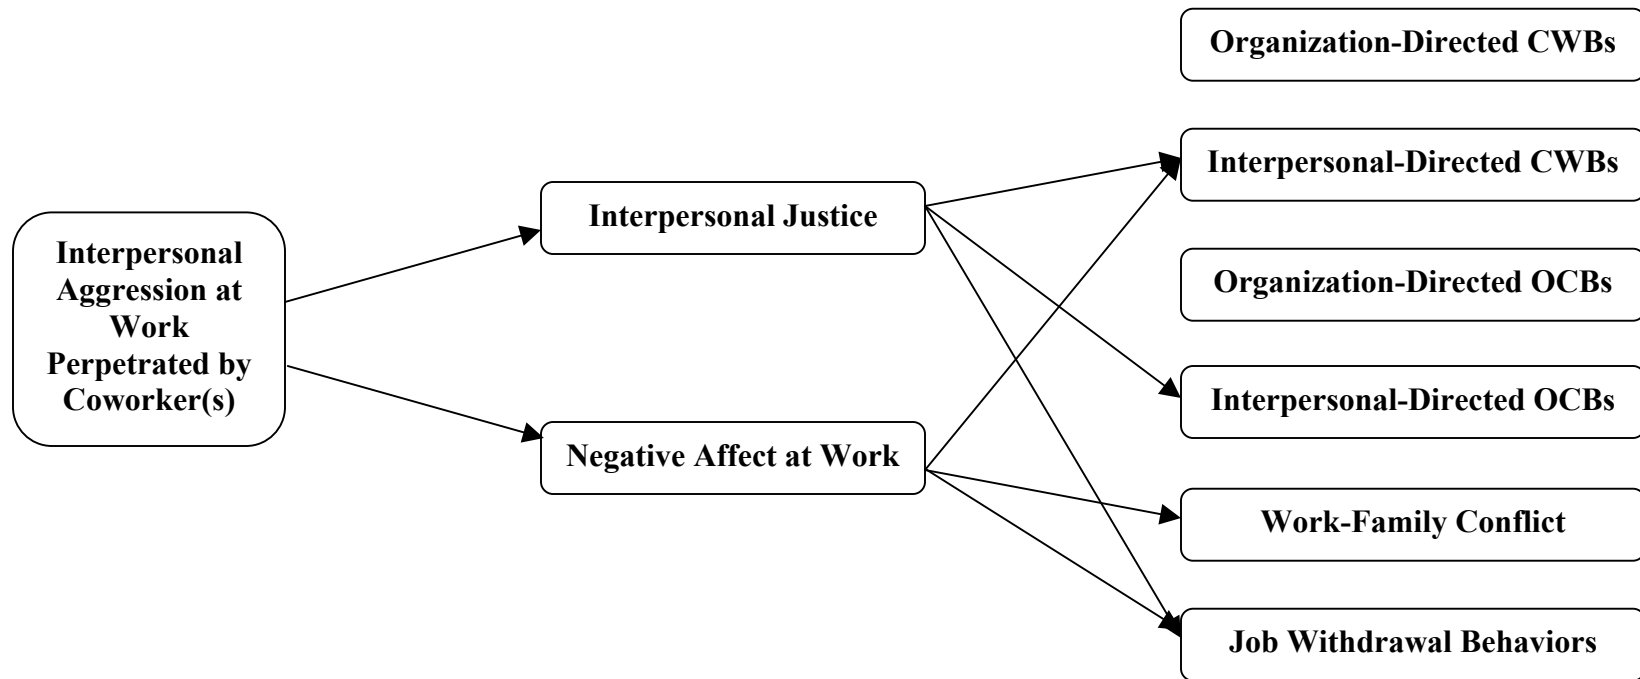 Interpersonal
Aggression at
Work
Perpetrated by
Coworker(s)
Interpersonal Justice
Negative Affect at Work
Organization-Directed CWBs
Interpersonal-Directed CWBs
Organization-Directed OCBs
Interpersonal-Directed OCBs
Work-Family Conflict
Job Withdrawal Behaviors